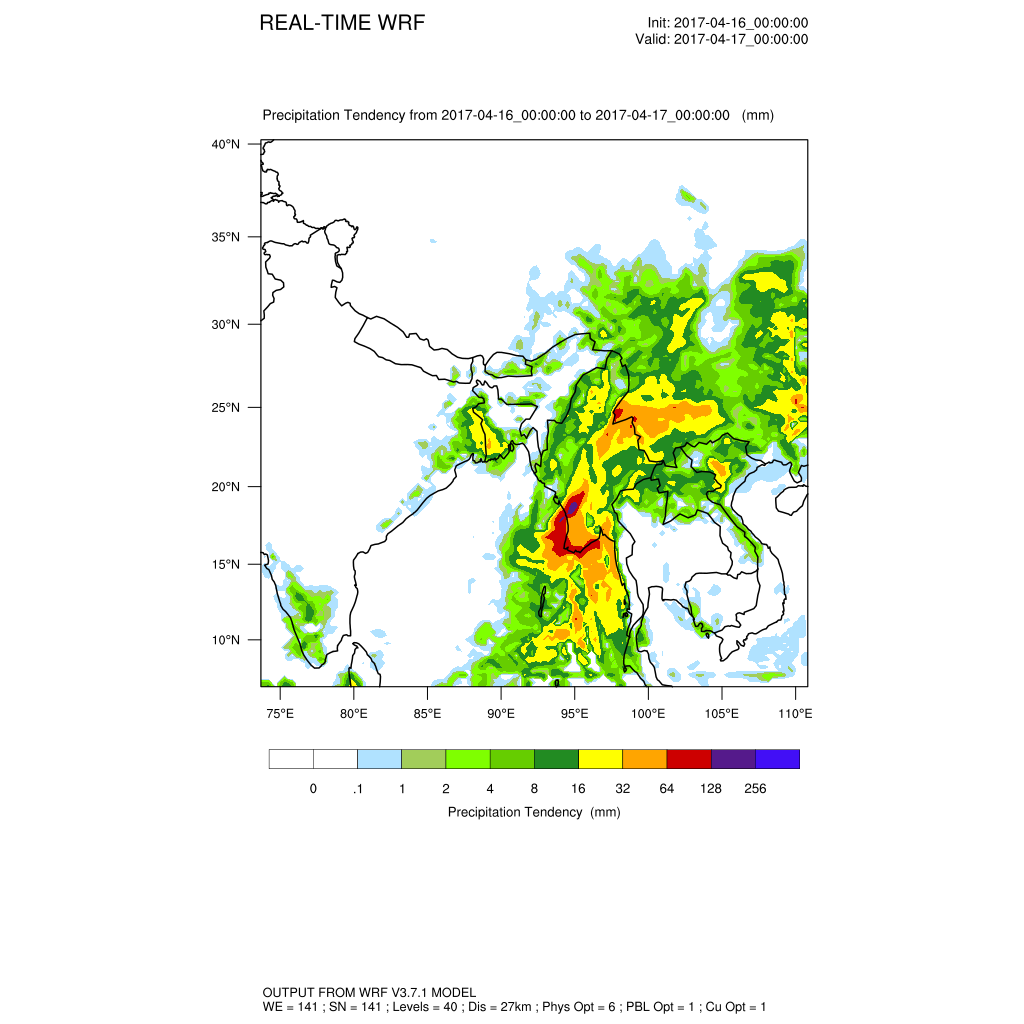 REAL-TIME WRF
Init: 2017-04-16_00:00:00
Valid: 2017-04-17_00:00:00
Precipitation Tendency from 2017-04-16_00:00:00 to 2017-04-17_00:00:00 (mm)
40°N
35°N
30°N
25°N
20°N
15°N
10°N
75°E 80°E 85°E 90°E 95°E 100°E 105°E 110°E
0 .1 1 2 4 8 16 32 64 128 256
Precipitation Tendency (mm)
OUTPUT FROM WRF V3.7.1 MODEL
WE = 141 ; SN = 141 ; Levels = 40 ; Dis = 27km ; Phys Opt = 6 ; PBL Opt = 1 ; Cu Opt = 1